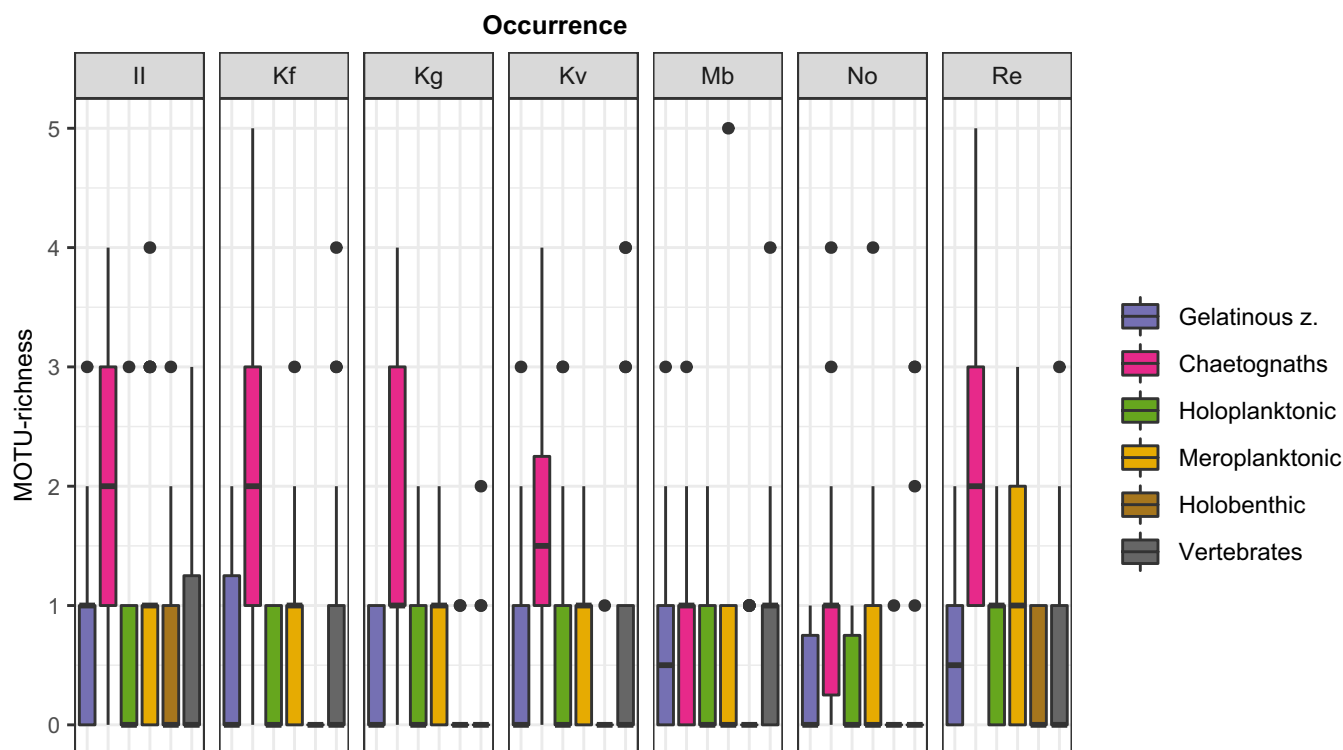 Occurrence
II Kf Kg Kv Mb No Re
5
4
3
2
1
0
MOTU-richness
Gelatinous z.
Chaetognaths
Holoplanktonic
Meroplanktonic
Holobenthic
Vertebrates